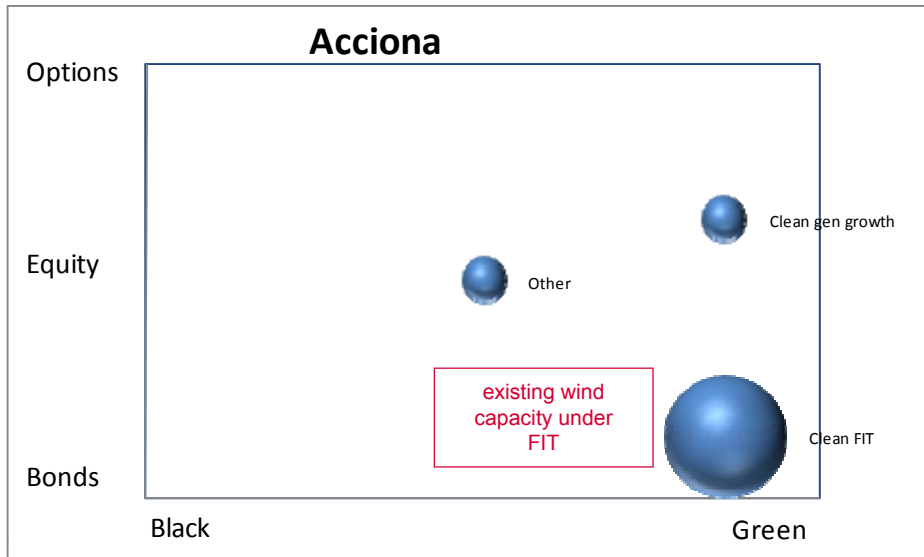 Acciona
Options
Clean gen growth
Equity
Other
existing wind
capacity under
FIT
Clean FIT
Bonds
Black
Green